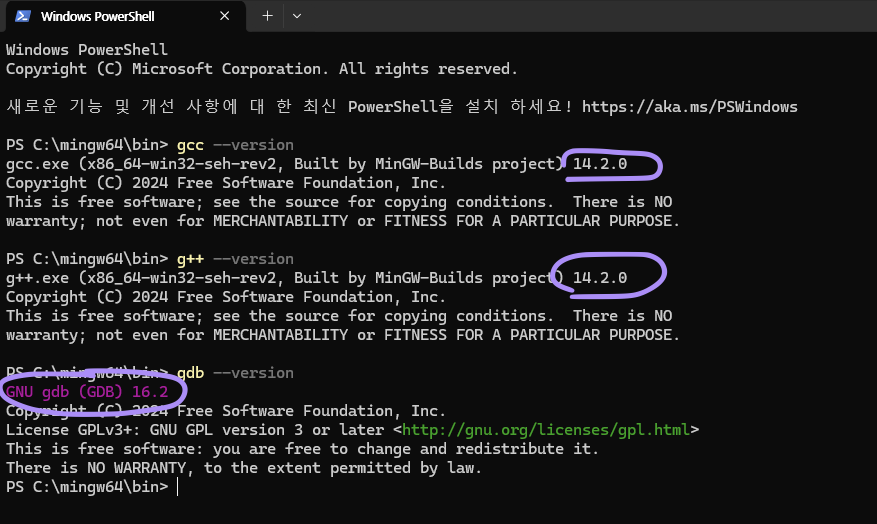 Windows PowerShell
Windows PowerShell
Copyright (C) Microsoft Corporation. All rights reserved.
새로운 기능 및 개선 사항에 대 한 최신 PowerShell을 설치 하세요! https://aka.ms/PSWindows
PS C:\mingw64\bin> gcc --version
gcc.exe (x86_64-win32-seh-rev2, Built by MinGW-Builds project) 14.2.0
Copyright (C) 2024 Free Software Foundation, Inc.
This is free software; see the source for copying conditions.  There is NO
warranty; not even for MERCHANTABILITY or FITNESS FOR A PARTICULAR PURPOSE.
PS C:\mingw64\bin> g++ --version
g++.exe (x86_64-win32-seh-rev2, Built by MinGW-Builds project) 14.2.0
Copyright (C) 2024 Free Software Foundation, Inc.
This is free software; see the source for copying conditions.  There is NO
warranty; not even for MERCHANTABILITY or FITNESS FOR A PARTICULAR PURPOSE.
PS C:\mingw64\bin> gdb --version
GNU gdb (GDB) 16.2
Copyright (C) 2024 Free Software Foundation, Inc.
License GPLv3+: GNU GPL version 3 or later <http://gnu.org/licenses/gpl.html>
This is free software: you are free to change and redistribute it.
There is NO WARRANTY, to the extent permitted by law.
PS C:\mingw64\bin>